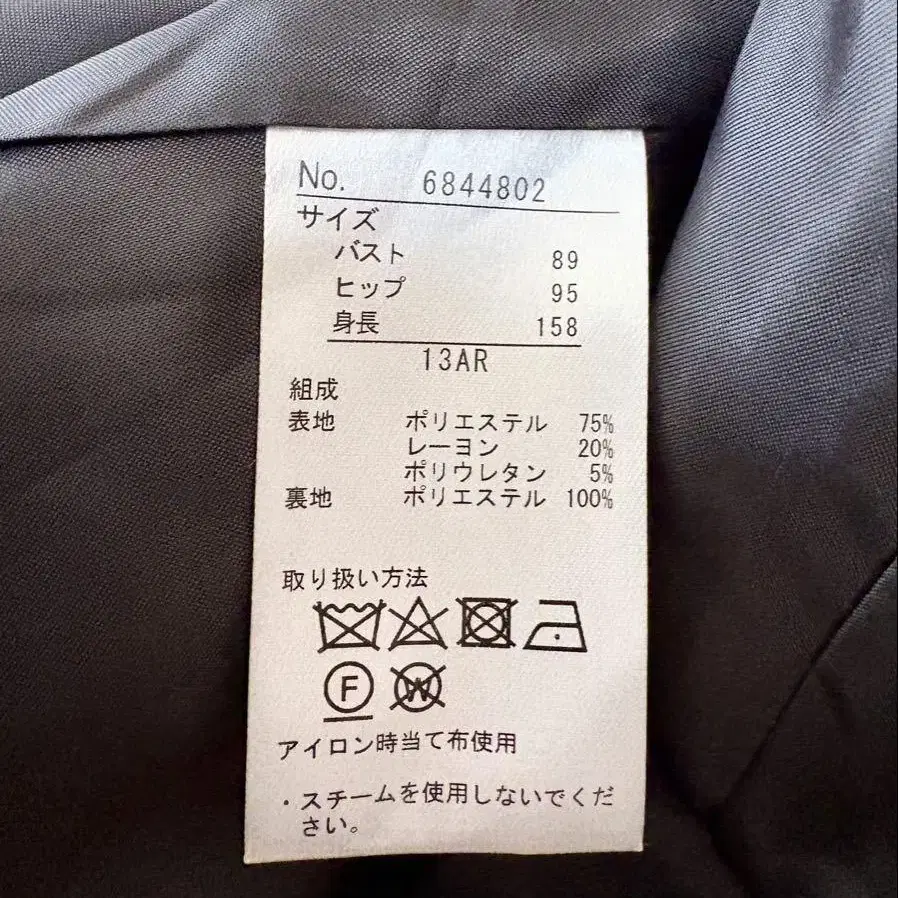 No. 6844802
サイズ
バスト 89
ヒップ 95
身長 158
13AR
組成
表地 ポリエステル 75%
レーヨン 20%
ポリウレタン 5%
裏地 ポリエステル 100%
取り扱い方法
F W
アイロン時当て布使用
・スチームを使用しないでくだ
さい。